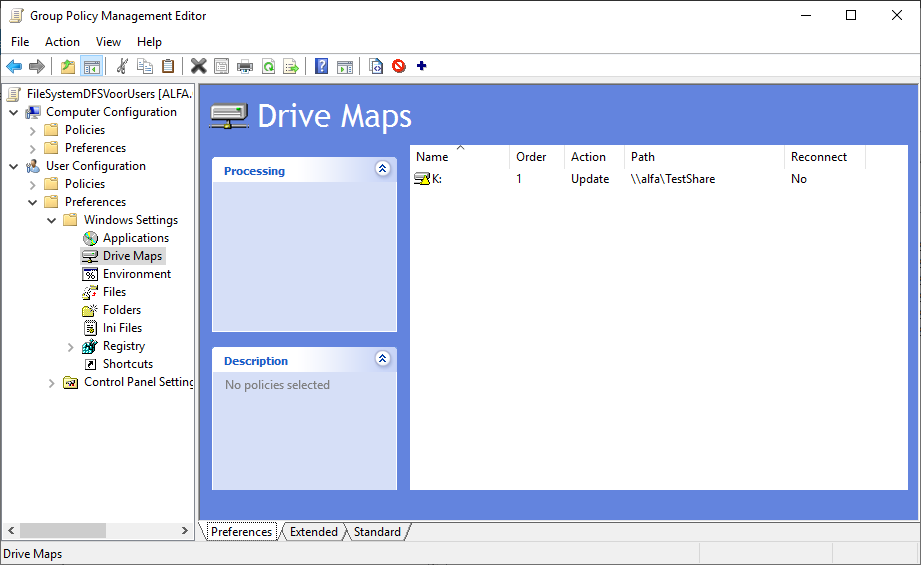 Group Policy Management Editor
File Action View Help
FileSystemDFSVoorUsers [ALFA.
Computer Configuration
Policies
Preferences
User Configuration
Policies
Preferences
Windows Settings
Applications
Drive Maps
Environment
Files
Folders
Ini Files
Registry
Shortcuts
Control Panel Setting
Drive Maps
Processing
Description
No policies selected
Name Order Action Path Reconnect
K: 1 Update \\alfa\TestShare No
Preferences Extended Standard
Drive Maps